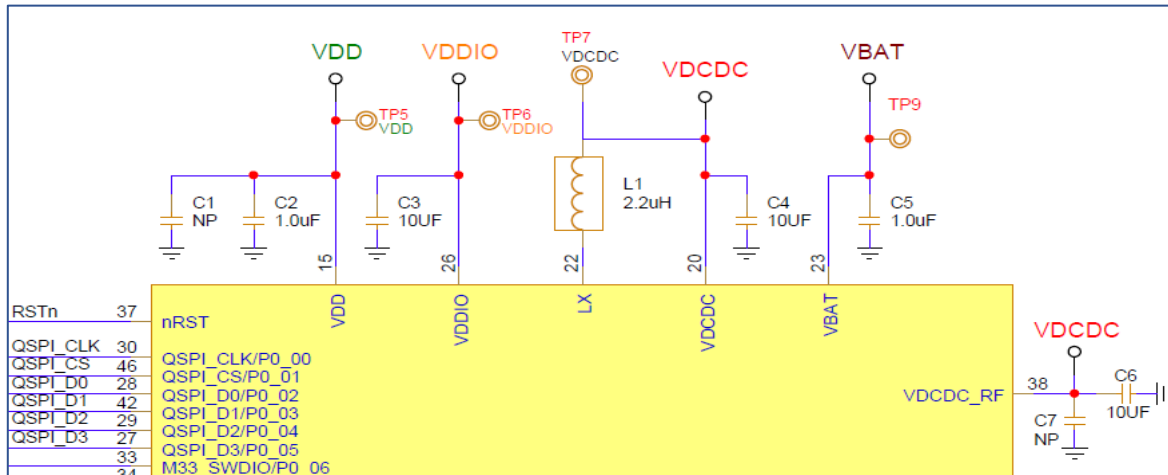 TP7
VDD
VDDIO
VDCDC
VDCDC
VBAT
TP5
VDD
TP6
VDDIO
TP9
C1
NP
C2
1.0uF
C3
10UF
L1
2.2uH
C4
10UF
C5
1.0uF
15
26
22
20
23
VDD
VDDIO
LX
VDCDC
VBAT
RSTn 37 nRST
QSPI_CLK 30 QSPI_CLK/P0_00
QSPI_CS 46 QSPI_CS/P0_01
QSPI_D0 28 QSPI_D0/P0_02
QSPI_D1 42 QSPI_D1/P0_03
QSPI_D2 29 QSPI_D2/P0_04
QSPI_D3 27 QSPI_D3/P0_05
33 M33_SWDIO/P0_06
34
VDCDC
VDCDC_RF 38
C6
10UF
C7
NP